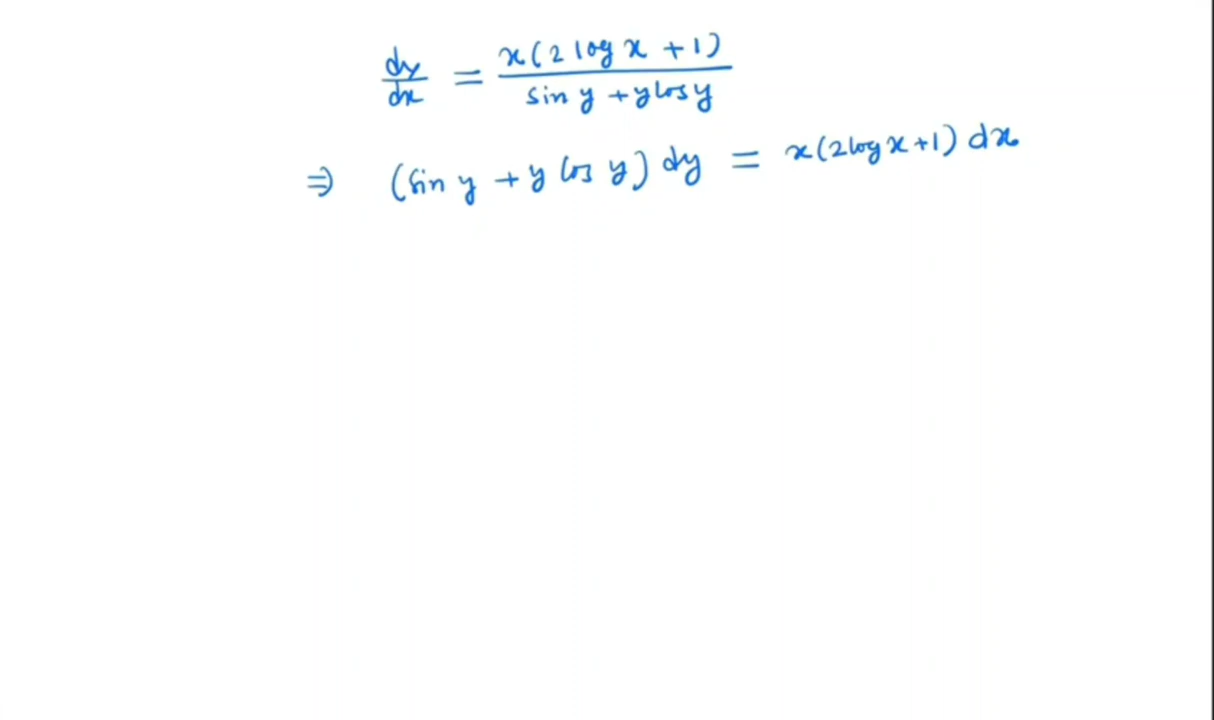 dy/dx = x(2 log x + 1)/(sin y + y cos y)
⇒ (sin y + y cos y) dy = x(2 log x + 1) dx